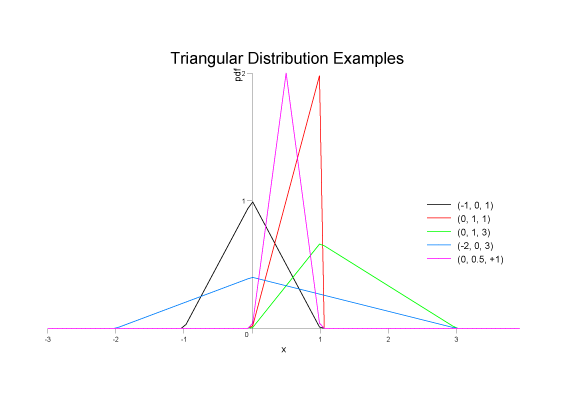 Triangular Distribution Examples
pdf
2
1
(-1, 0, 1)
(0, 1, 1)
(0, 1, 3)
(-2, 0, 3)
(0, 0.5, +1)
-3 -2 -1 0 1 2 3
x